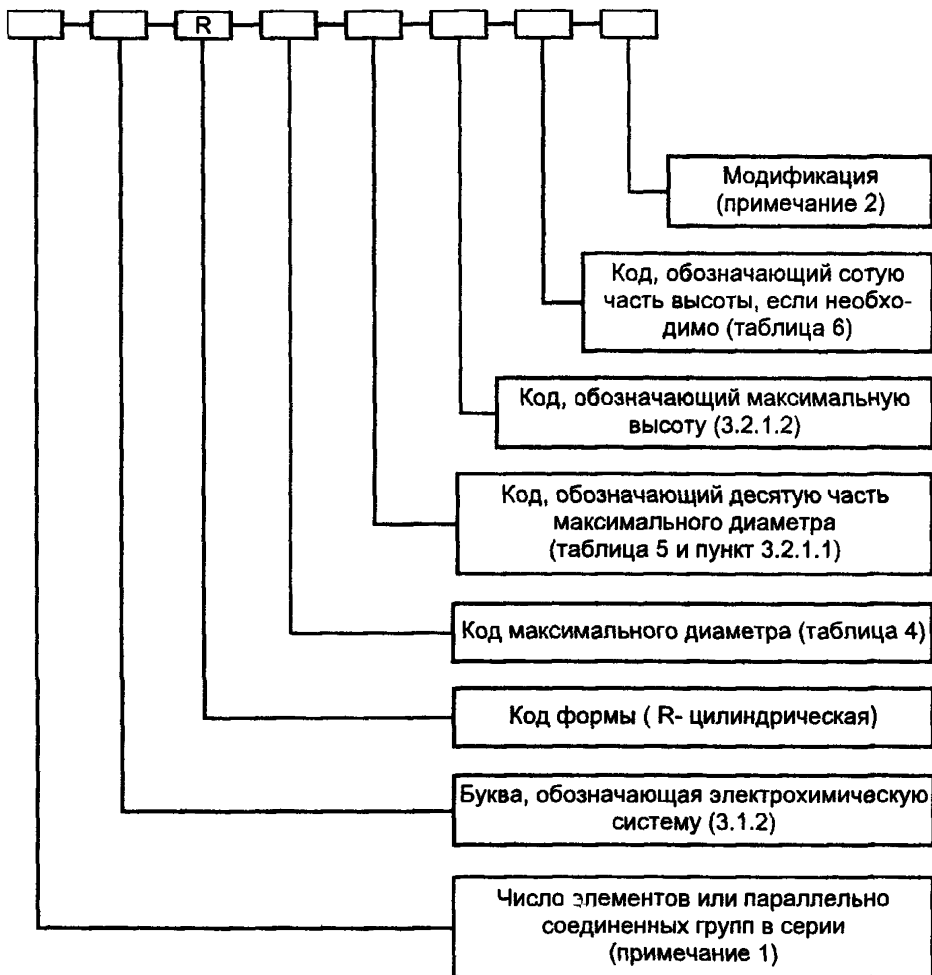 R
Модификация
(примечание 2)
Код, обозначающий сотую
часть высоты, если необхо-
димо (таблица 6)
Код, обозначающий максимальную
высоту (3.2.1.2)
Код, обозначающий десятую часть
максимального диаметра
(таблица 5 и пункт 3.2.1.1)
Код максимального диаметра (таблица 4)
Код формы ( R- цилиндрическая)
Буква, обозначающая электрохимическую
систему (3.1.2)
Число элементов или параллельно
соединенных групп в серии
(примечание 1)